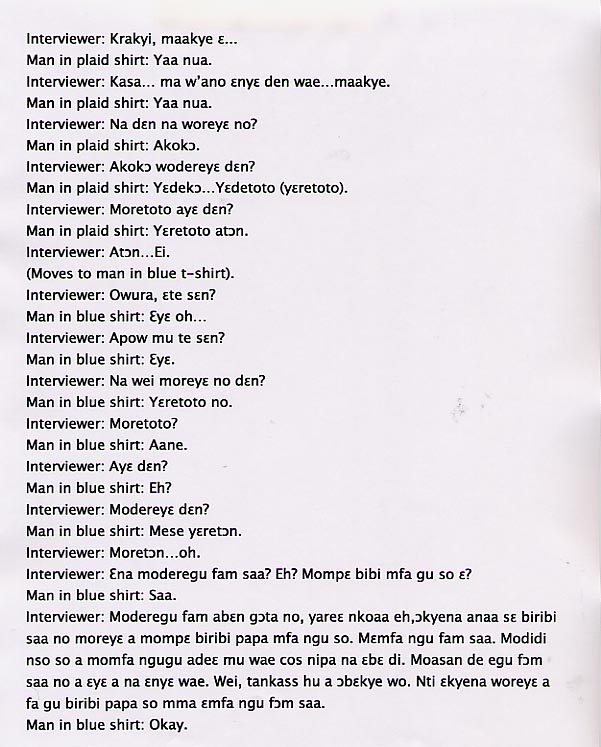 Interviewer: Krakyi, maakye ɛ...
Man in plaid shirt: Yaa nua.
Interviewer: Kasa... ma w'ano ɛnyɛ den wae...maakye.
Man in plaid shirt: Yaa nua.
Interviewer: Na dɛn na woreyɛ no?
Man in plaid shirt: Akokɔ.
Interviewer: Akokɔ wodereyɛ dɛn?
Man in plaid shirt: Yɛdekɔ...Yɛdetoto (yɛretoto).
Interviewer: Moretoto ayɛ dɛn?
Man in plaid shirt: Yɛretoto atɔn.
Interviewer: Atɔn...Ei.
(Moves to man in blue t-shirt).
Interviewer: Owura, ɛte sɛn?
Man in blue shirt: Ɛyɛ oh...
Interviewer: Apow mu te sɛn?
Man in blue shirt: Ɛyɛ.
Interviewer: Na wei moreyɛ no dɛn?
Man in blue shirt: Yɛretoto no.
Interviewer: Moretoto?
Man in blue shirt: Aane.
Interviewer: Ayɛ dɛn?
Man in blue shirt: Eh?
Interviewer: Modereyɛ dɛn?
Man in blue shirt: Mese yɛretɔn.
Interviewer: Moretɔn...oh.
Interviewer: Ɛna moderegu fam saa? Eh? Mompɛ bibi mfa gu so ɛ?
Man in blue shirt: Saa.
Interviewer: Moderegu fam abɛn gɔta no, yareɛ nkoaa eh,ɔkyena anaa sɛ biribi
saa no moreyɛ a mompɛ biribi papa mfa ngu so. Mɛmfa ngu fam saa. Modidi
nso so a momfa ngugu adeɛ mu wae cos nipa na ɛbɛ di. Moasan de egu fɔm
saa no a ɛyɛ a na ɛnyɛ wae. Wei, tankass hu a ɔbɛkye wo. Nti ɛkyena woreyɛ a
fa gu biribi papa so mma ɛmfa ngu fɔm saa.
Man in blue shirt: Okay.